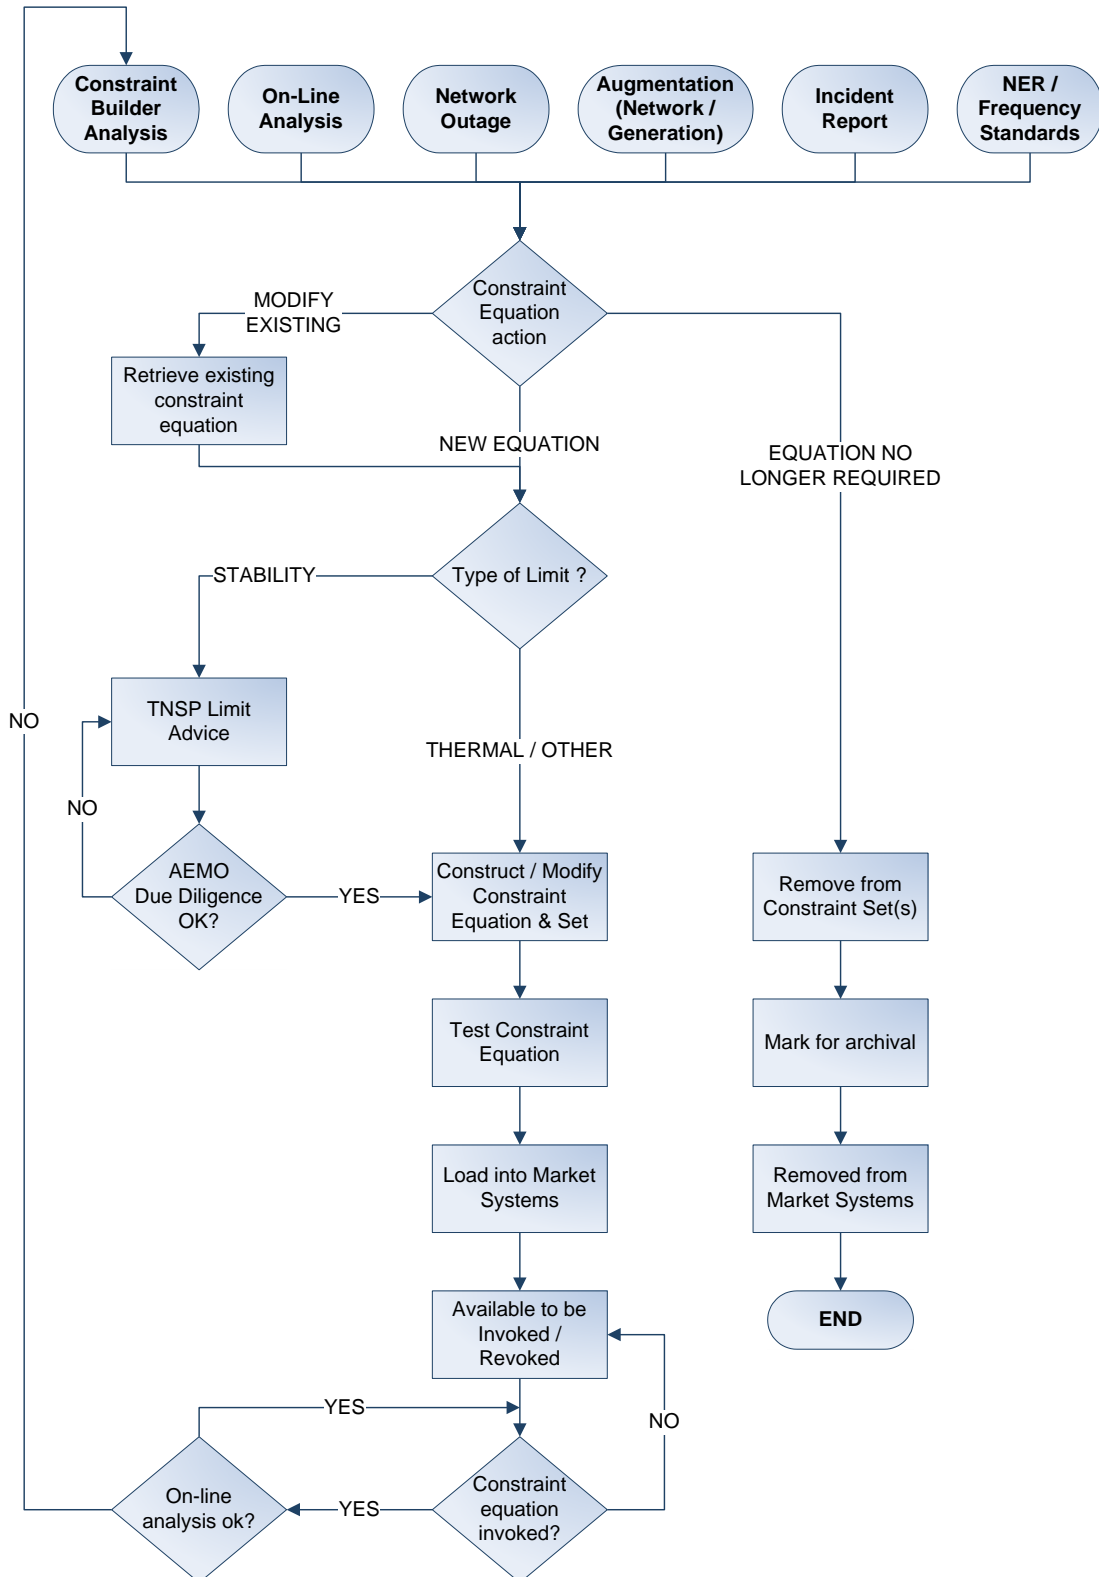 Constraint
Builder
Analysis
On-Line
Analysis
Network
Outage
Augmentation
(Network /
Generation)
Incident
Report
NER /
Frequency
Standards
Constraint
Equation
action
MODIFY
EXISTING
Retrieve existing
constraint
equation
NEW EQUATION
EQUATION NO
LONGER REQUIRED
Type of Limit ?
STABILITY
TNSP Limit
Advice
NO
THERMAL / OTHER
NO
AEMO
Due Diligence
OK?
YES
Construct / Modify
Constraint
Equation & Set
Remove from
Constraint Set(s)
Test Constraint
Equation
Mark for archival
Load into Market
Systems
Removed from
Market Systems
Available to be
Invoked /
Revoked
END
YES
NO
On-line
analysis ok?
YES
Constraint
equation
invoked?